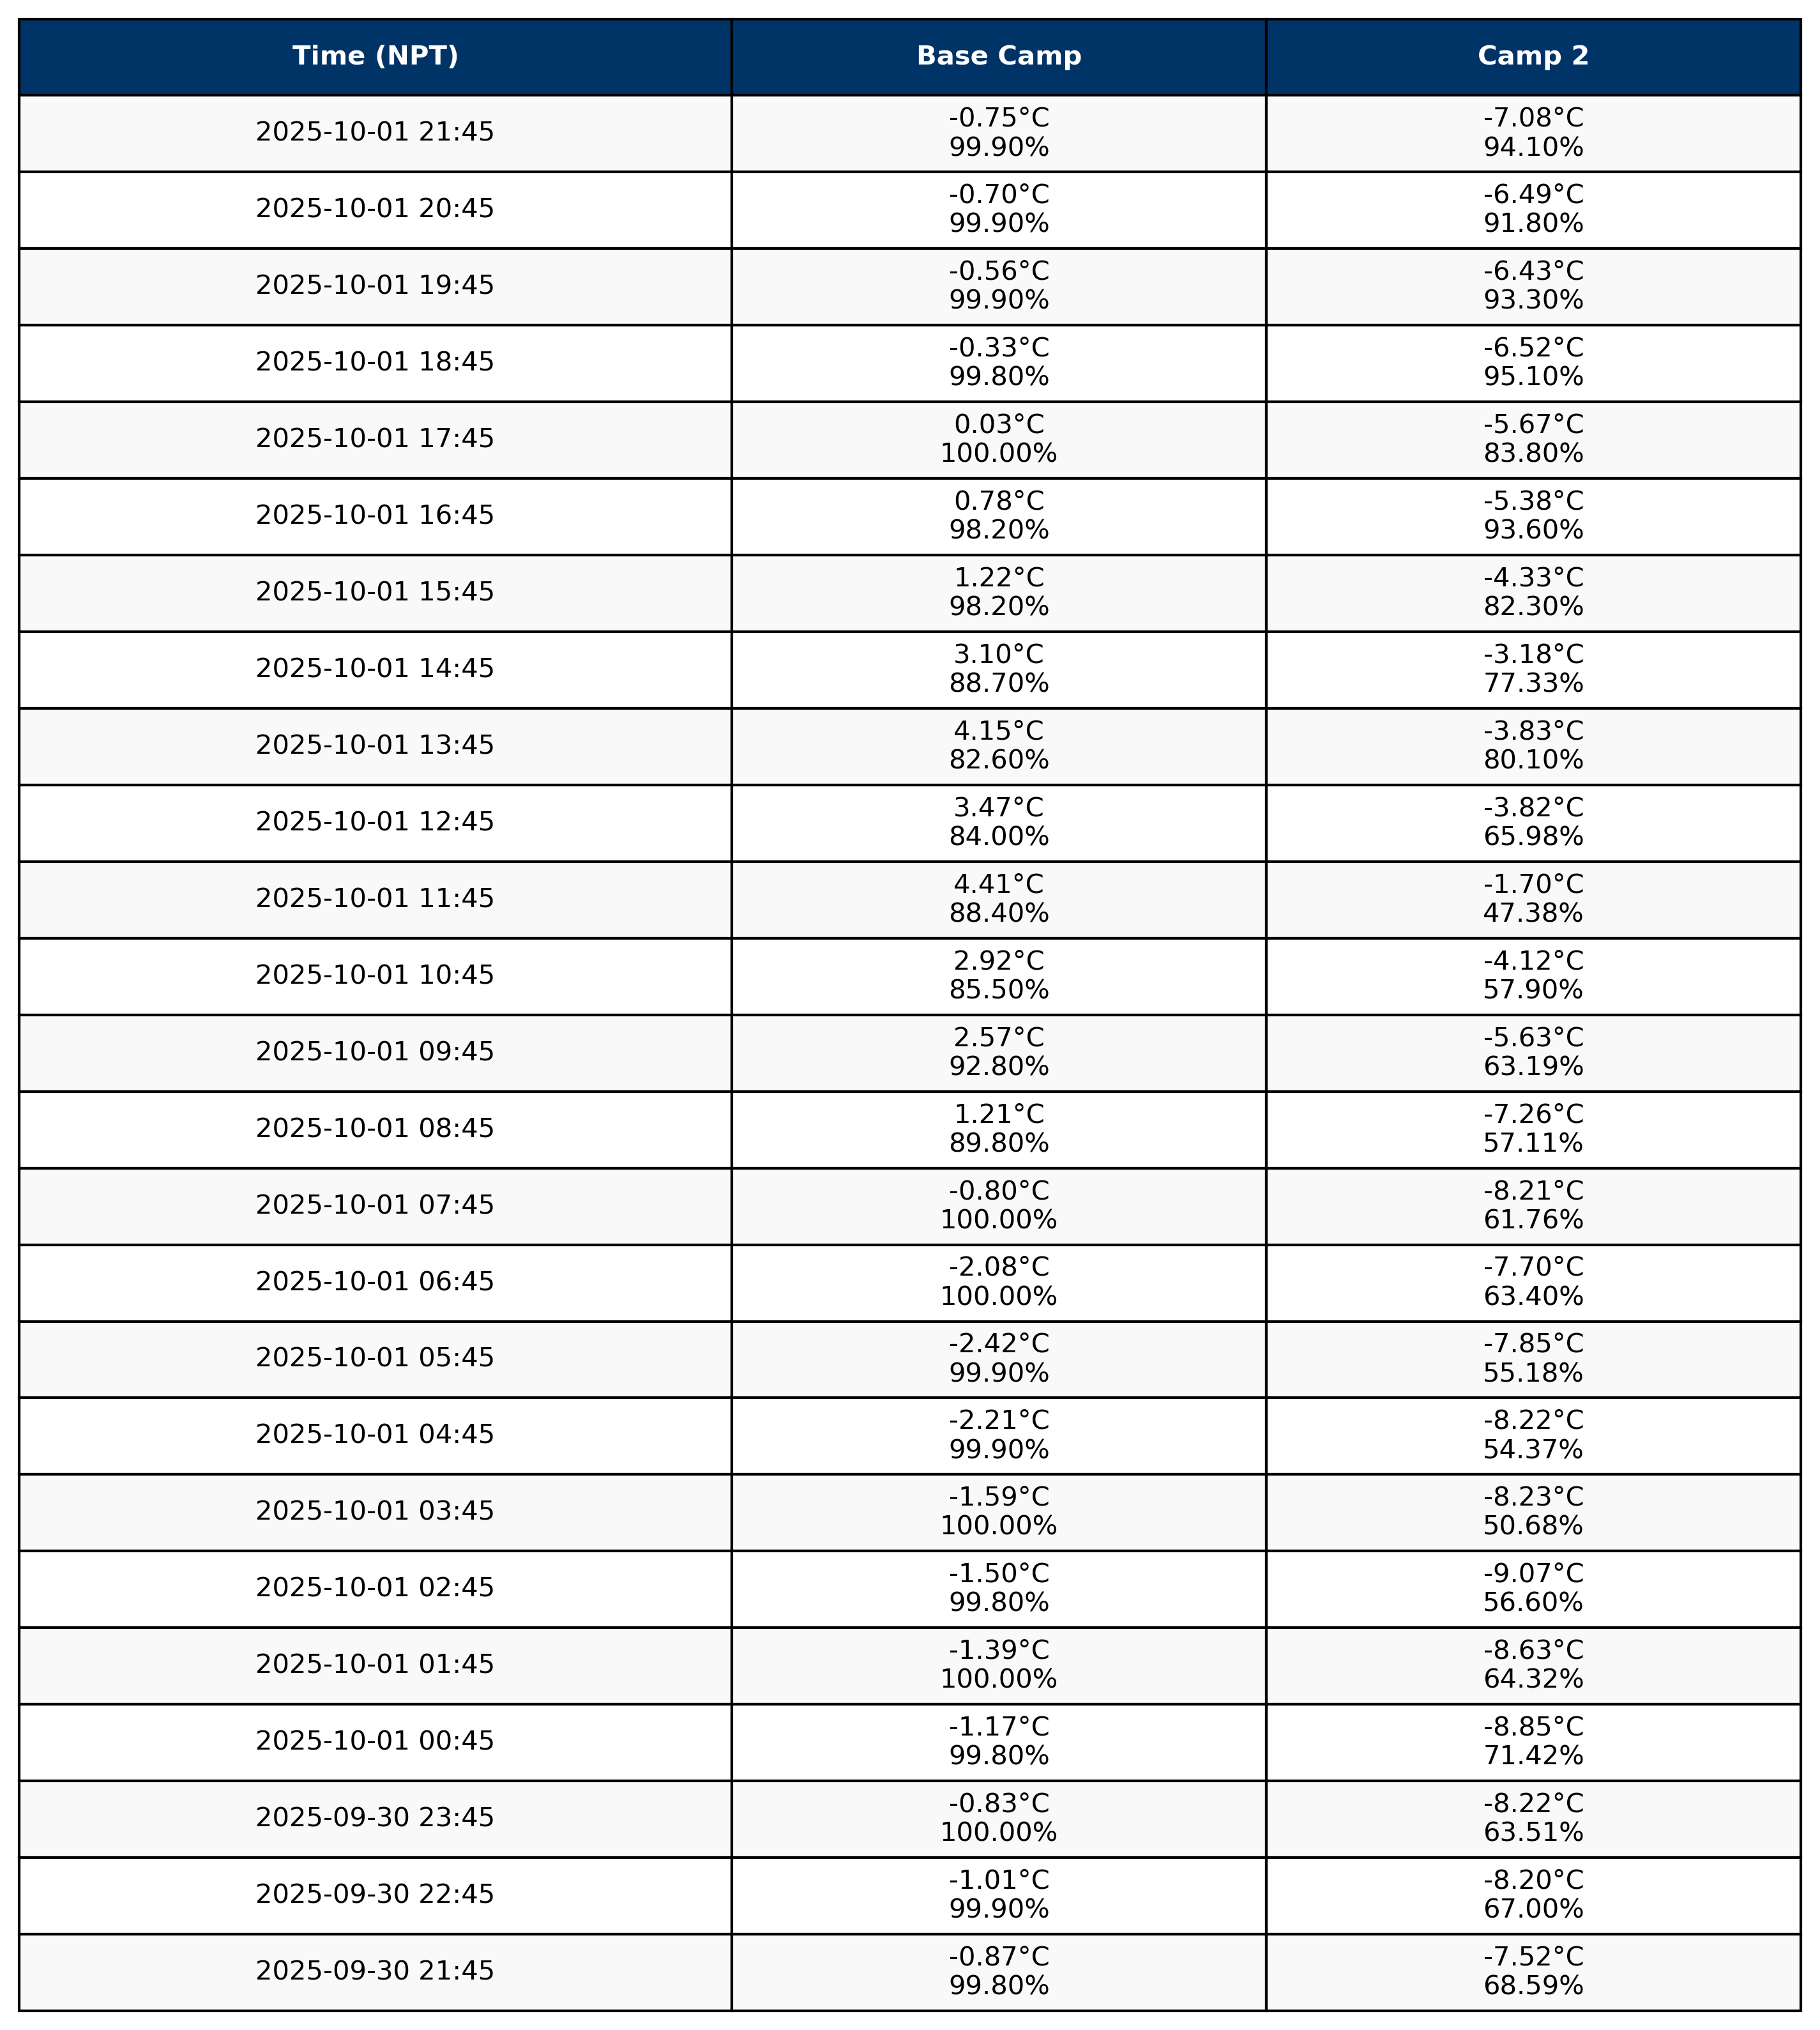 Time (NPT) Base Camp Camp 2
2025-10-01 21:45 -0.75°C -7.08°C
99.90% 94.10%
2025-10-01 20:45 -0.70°C -6.49°C
99.90% 91.80%
2025-10-01 19:45 -0.56°C -6.43°C
99.90% 93.30%
2025-10-01 18:45 -0.33°C -6.52°C
99.80% 95.10%
2025-10-01 17:45 0.03°C -5.67°C
100.00% 83.80%
2025-10-01 16:45 0.78°C -5.38°C
98.20% 93.60%
2025-10-01 15:45 1.22°C -4.33°C
98.20% 82.30%
2025-10-01 14:45 3.10°C -3.18°C
88.70% 77.33%
2025-10-01 13:45 4.15°C -3.83°C
82.60% 80.10%
2025-10-01 12:45 3.47°C -3.82°C
84.00% 65.98%
2025-10-01 11:45 4.41°C -1.70°C
88.40% 47.38%
2025-10-01 10:45 2.92°C -4.12°C
85.50% 57.90%
2025-10-01 09:45 2.57°C -5.63°C
92.80% 63.19%
2025-10-01 08:45 1.21°C -7.26°C
89.80% 57.11%
2025-10-01 07:45 -0.80°C -8.21°C
100.00% 61.76%
2025-10-01 06:45 -2.08°C -7.70°C
100.00% 63.40%
2025-10-01 05:45 -2.42°C -7.85°C
99.90% 55.18%
2025-10-01 04:45 -2.21°C -8.22°C
99.90% 54.37%
2025-10-01 03:45 -1.59°C -8.23°C
100.00% 50.68%
2025-10-01 02:45 -1.50°C -9.07°C
99.80% 56.60%
2025-10-01 01:45 -1.39°C -8.63°C
100.00% 64.32%
2025-10-01 00:45 -1.17°C -8.85°C
99.80% 71.42%
2025-09-30 23:45 -0.83°C -8.22°C
100.00% 63.51%
2025-09-30 22:45 -1.01°C -8.20°C
99.90% 67.00%
2025-09-30 21:45 -0.87°C -7.52°C
99.80% 68.59%